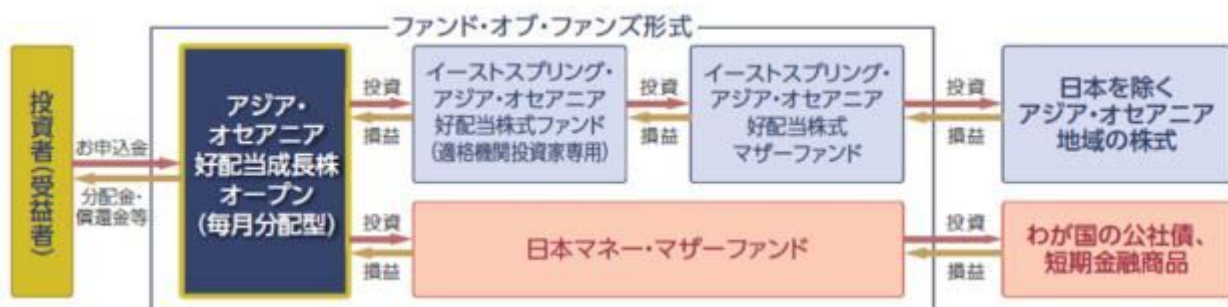 ファンド・オブ・ファンズ形式
投資者(受益者)
お申込金
分配金・
償還金等
アジア・
オセアニア
好配当成長株
オープン
(毎月分配型)
投資
損益
イーストスプリング・
アジア・オセアニア
好配当株式ファンド
(適格機関投資家専用)
投資
損益
イーストスプリング・
アジア・オセアニア
好配当株式
マザーファンド
投資
損益
日本を除く
アジア・オセアニア
地域の株式
投資
損益
日本マネー・マザーファンド
投資
損益
わが国の公社債、
短期金融商品